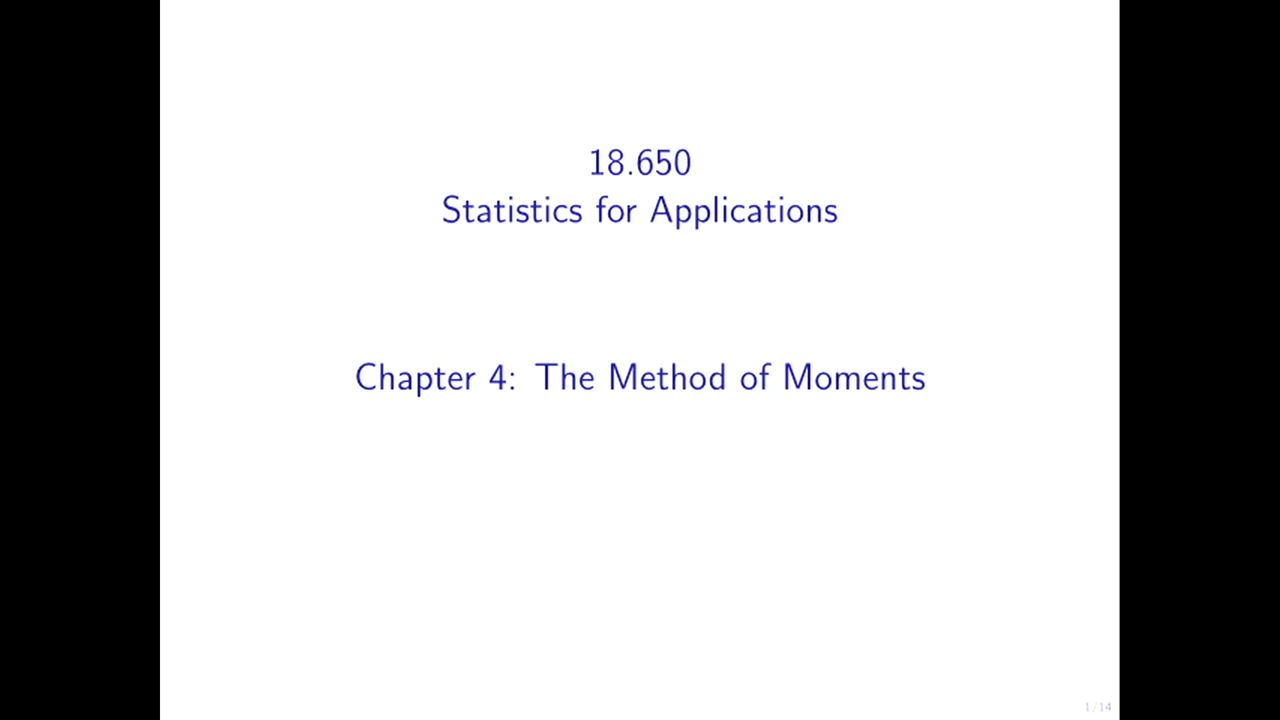 18.650
Statistics for Applications
Chapter 4: The Method of Moments
1/14